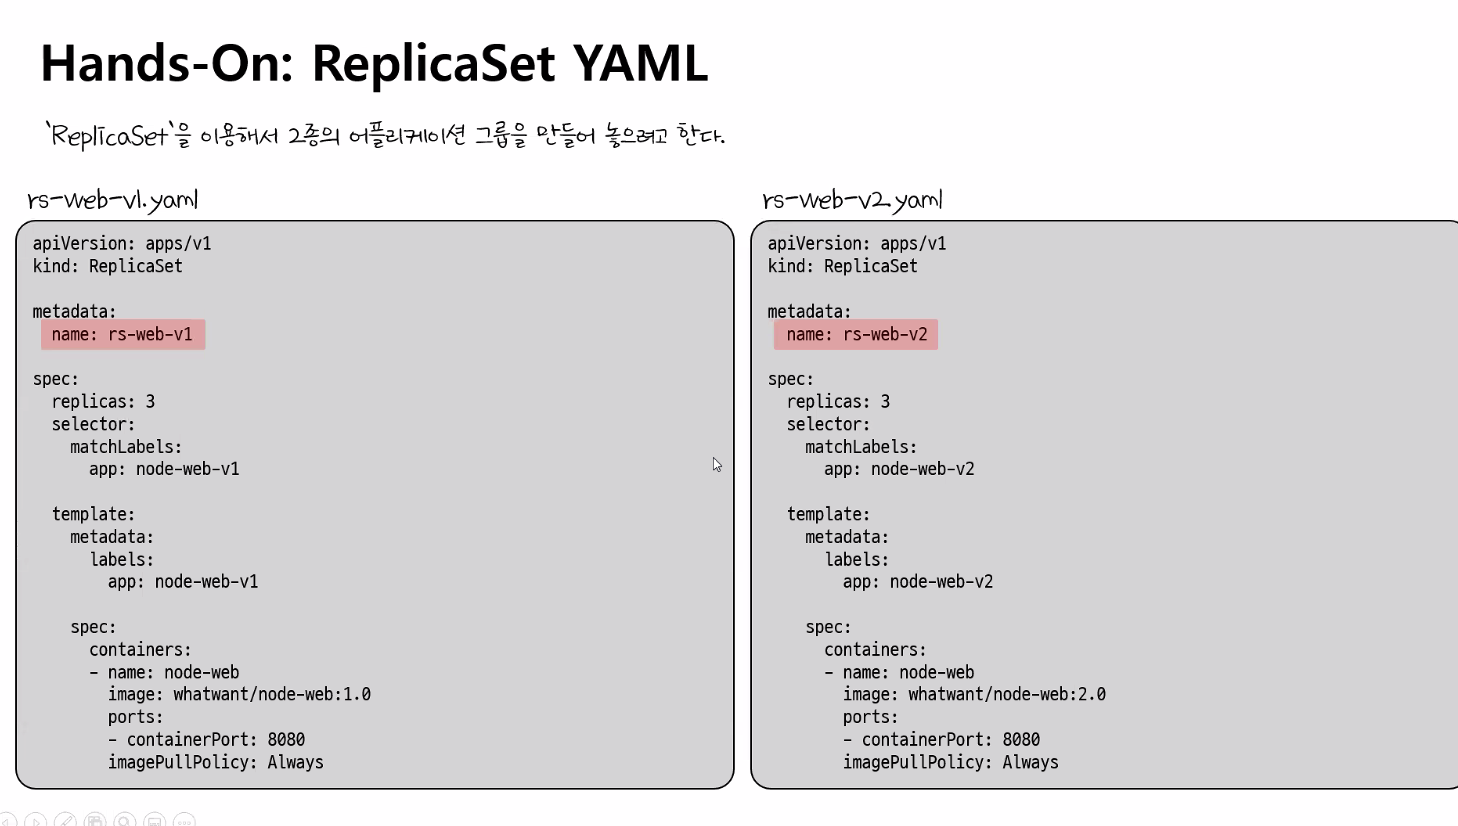 Hands-On: ReplicaSet YAML
`ReplicaSet`을 이용해서 2종의 어플리케이션 그룹을 만들어 놓으려고 한다.
rs-web-v1.yaml
apiVersion: apps/v1
kind: ReplicaSet
metadata:
  name: rs-web-v1
spec:
  replicas: 3
  selector:
    matchLabels:
      app: node-web-v1
  template:
    metadata:
      labels:
        app: node-web-v1
    spec:
      containers:
      - name: node-web
        image: whatwant/node-web:1.0
        ports:
        - containerPort: 8080
        imagePullPolicy: Always
rs-web-v2.yaml
apiVersion: apps/v1
kind: ReplicaSet
metadata:
  name: rs-web-v2
spec:
  replicas: 3
  selector:
    matchLabels:
      app: node-web-v2
  template:
    metadata:
      labels:
        app: node-web-v2
    spec:
      containers:
      - name: node-web
        image: whatwant/node-web:2.0
        ports:
        - containerPort: 8080
        imagePullPolicy: Always